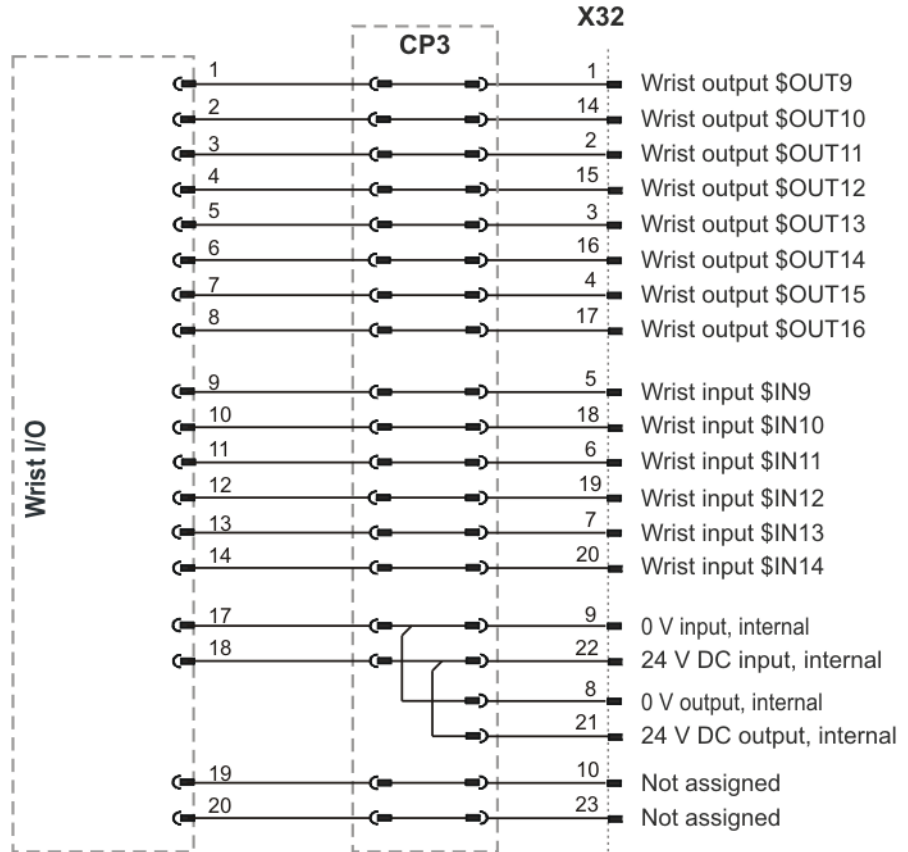 X32
CP3
1 1 Wrist output $OUT9
2 14 Wrist output $OUT10
3 2 Wrist output $OUT11
4 15 Wrist output $OUT12
5 3 Wrist output $OUT13
6 16 Wrist output $OUT14
7 4 Wrist output $OUT15
8 17 Wrist output $OUT16
9 5 Wrist input $IN9
10 18 Wrist input $IN10
11 6 Wrist input $IN11
12 19 Wrist input $IN12
13 7 Wrist input $IN13
14 20 Wrist input $IN14
17 9 0 V input, internal
18 22 24 V DC input, internal
8 0 V output, internal
21 24 V DC output, internal
19 10 Not assigned
20 23 Not assigned
Wrist I/O